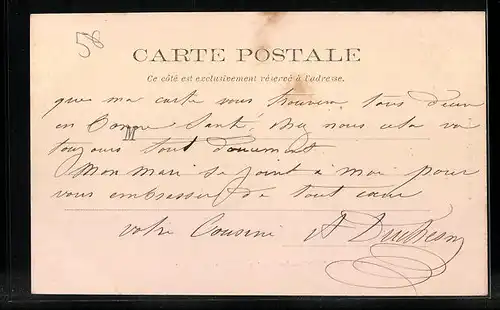 58
CARTE POSTALE
Ce côté est exclusivement réservé à l'adresse.
que ma carte vous trouvera tous deux
en bonne santé, chez nous cela va
M
toujours tout doucement
Mon mari se joint à moi pour
vous embrasser de tout cœur
votre Cousine A Duchesne